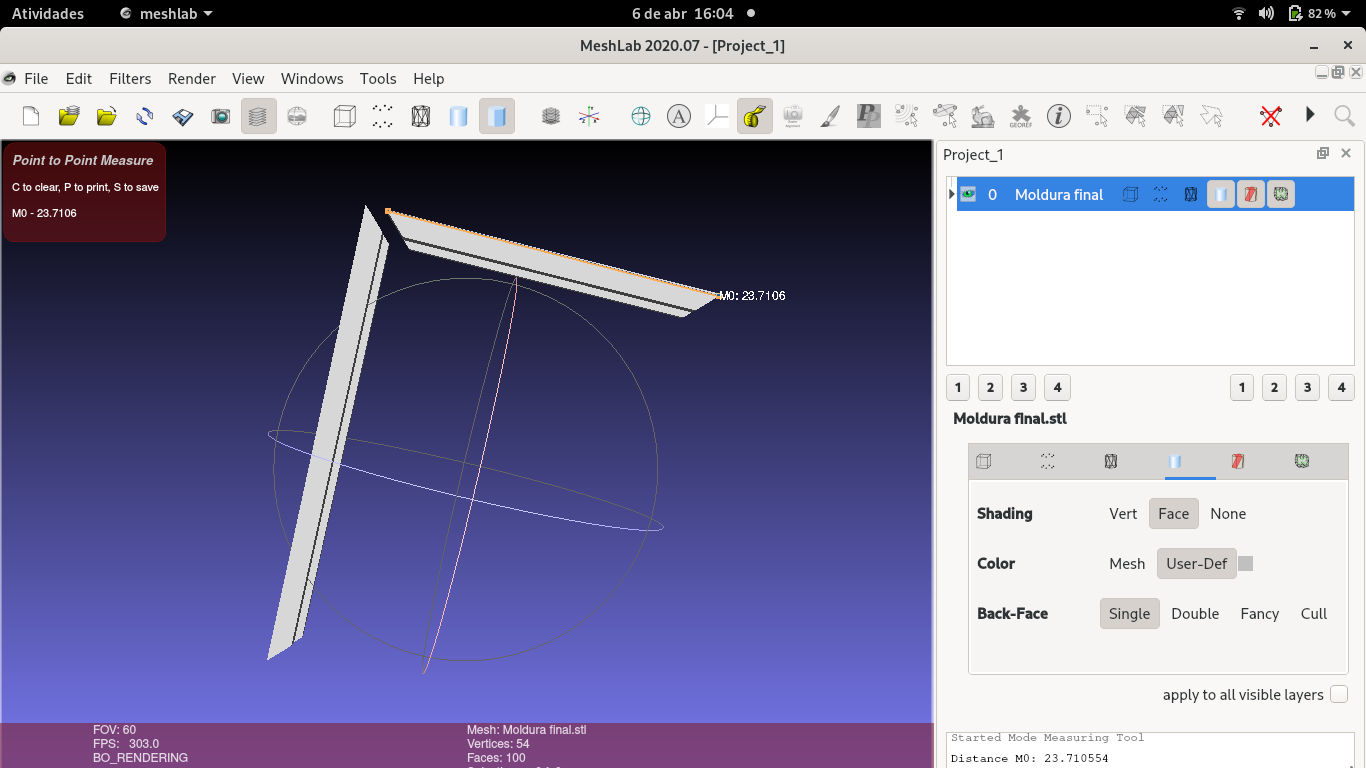 Atividades meshlab 6 de abr 16:04 82 %
MeshLab 2020.07 - [Project_1]
File Edit Filters Render View Windows Tools Help
Point to Point Measure
C to clear, P to print, S to save
M0 - 23.7106
M0: 23.7106
FOV: 60
FPS: 303.0
BO_RENDERING
Mesh: Moldura final.stl
Vertices: 54
Faces: 100
Project_1
0 Moldura final
1 2 3 4 1 2 3 4
Moldura final.stl
Shading Vert Face None
Color Mesh User-Def
Back-Face Single Double Fancy Cull
apply to all visible layers
Started Mode Measuring Tool
Distance M0: 23.710554